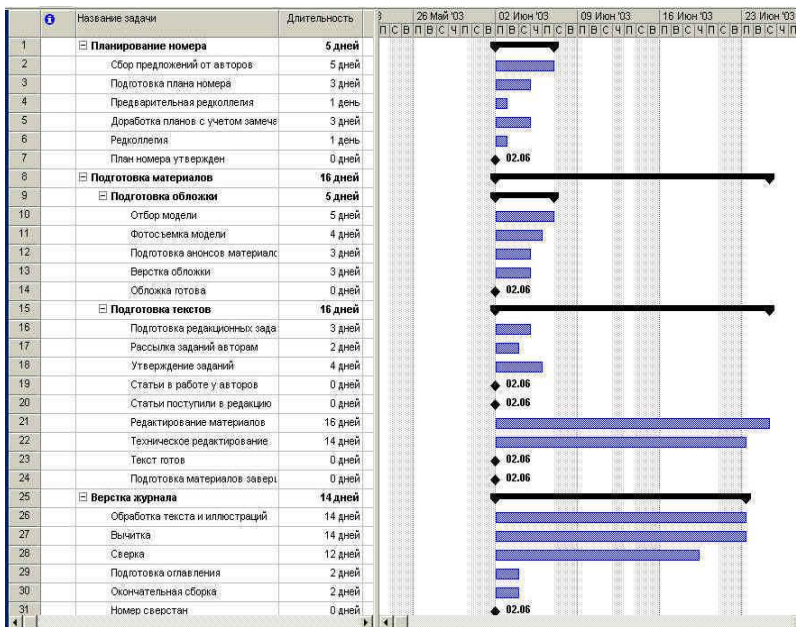 Название задачи Длительность 26 Май '03 02 Июн '03 09 Июн '03 16 Июн '03 23 Июн '03
П С В П В С Ч П С В П В С Ч П С В П В С Ч П С В П В С Ч П С В П В С Ч
1 Планирование номера 5 дней
2 Сбор предложений от авторов 5 дней
3 Подготовка плана номера 3 дней
4 Предварительная редколлегия 1 день
5 Доработка планов с учетом замеча 3 дней
6 Редколлегия 1 день
7 План номера утвержден 0 дней 02.06
8 Подготовка материалов 16 дней
9 Подготовка обложки 5 дней
10 Отбор модели 5 дней
11 Фотосъемка модели 4 дней
12 Подготовка анонсов материалс 3 дней
13 Верстка обложки 3 дней
14 Обложка готова 0 дней 02.06
15 Подготовка текстов 16 дней
16 Подготовка редакционных зада 3 дней
17 Рассылка заданий авторам 2 дней
18 Утверждение заданий 4 дней
19 Статьи в работе у авторов 0 дней 02.06
20 Статьи поступили в редакцию 0 дней 02.06
21 Редактирование материалов 16 дней
22 Техническое редактирование 14 дней
23 Текст готов 0 дней 02.06
24 Подготовка материалов заверı 0 дней 02.06
25 Верстка журнала 14 дней
26 Обработка текста и иллюстраций 14 дней
27 Вычитка 14 дней
28 Сверка 12 дней
29 Подготовка оглавления 2 дней
30 Окончательная сборка 2 дней
31 Номер сверстан 0 дней 02.06